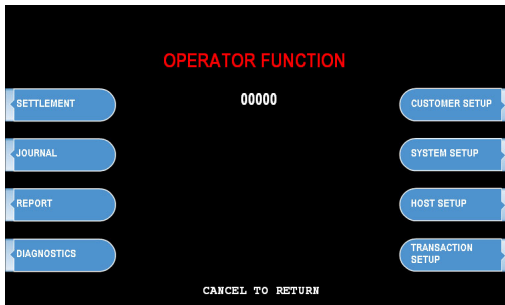 OPERATOR FUNCTION
00000
SETTLEMENT
CUSTOMER SETUP
JOURNAL
SYSTEM SETUP
REPORT
HOST SETUP
DIAGNOSTICS
TRANSACTION
SETUP
CANCEL TO RETURN